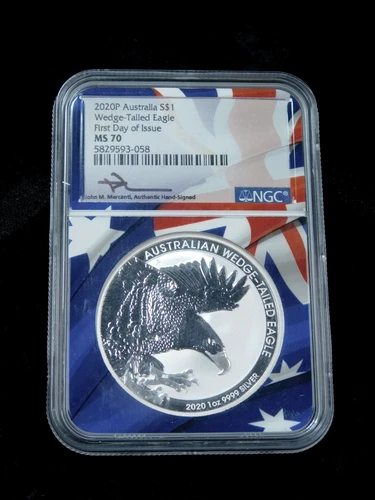 2020P Australia S$1
Wedge-Tailed Eagle
First Day of Issue
MS 70
5829593-058
John M. Mercanti, Authentic Hand-Signed
NGC
AUSTRALIAN WEDGE-TAILED EAGLE
2020 1oz 9999 SILVER